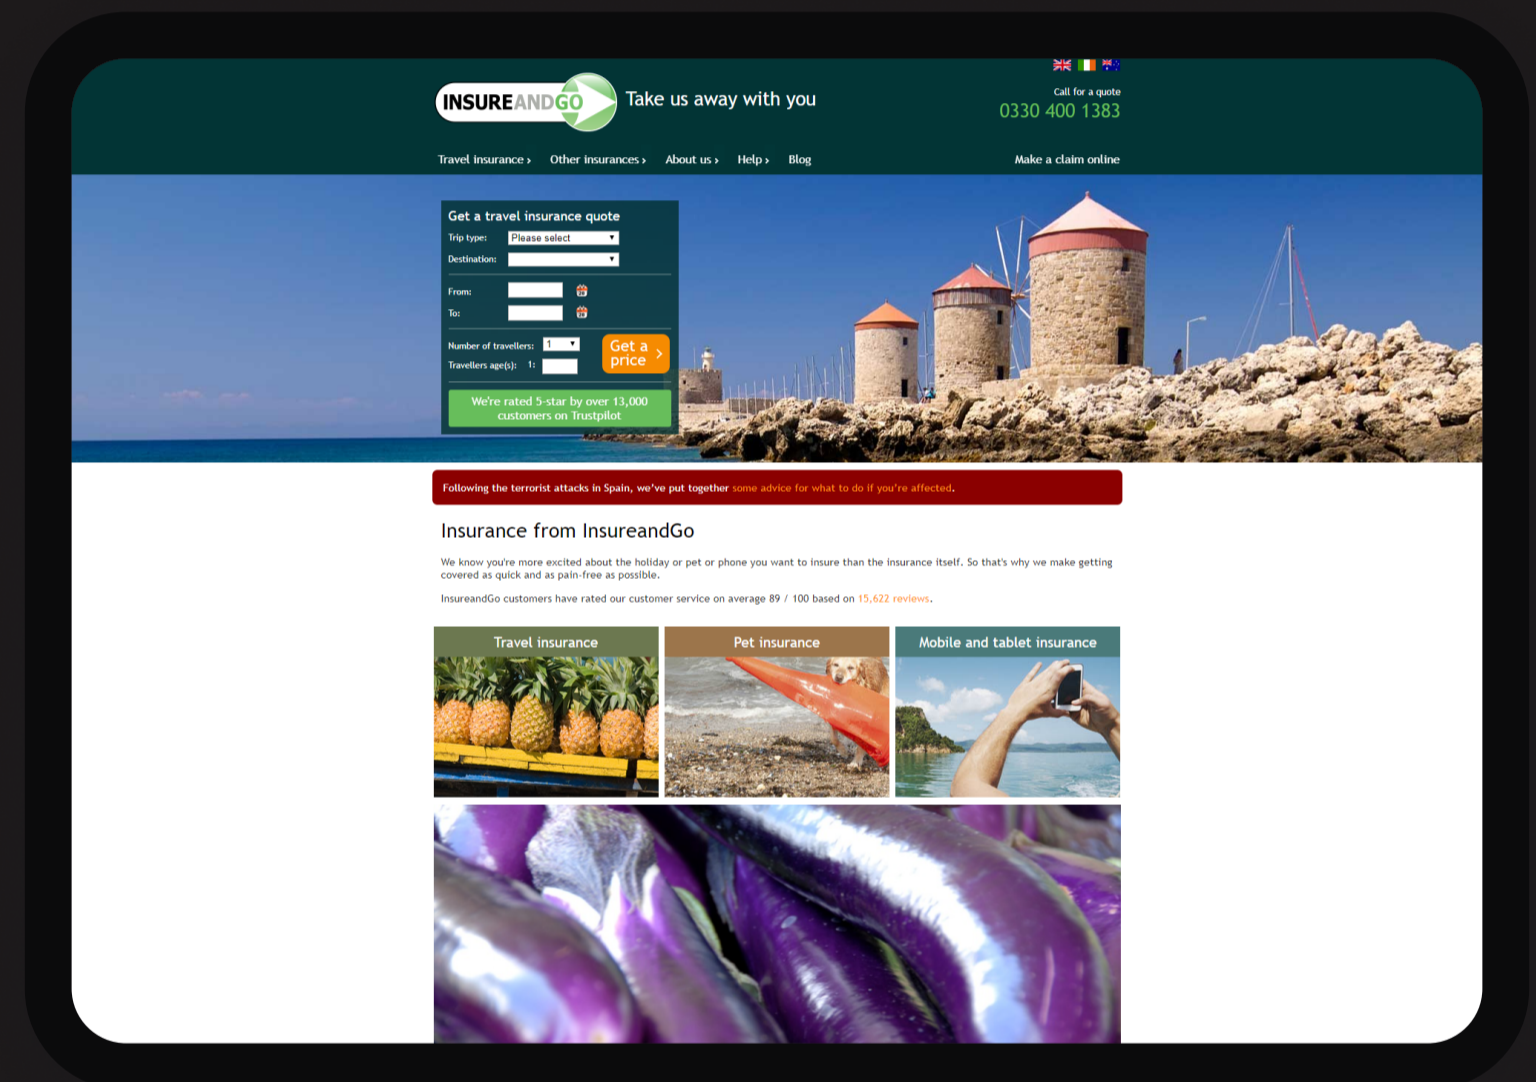 INSUREANDGO
Take us away with you
Call for a quote
0330 400 1383
Travel insurance ›
Other insurances ›
About us ›
Help ›
Blog
Make a claim online
Get a travel insurance quote
Trip type:
Please select
Destination:
From:
To:
Number of travellers:
1
Travellers age(s):
1:
Get a
price
We're rated 5-star by over 13,000
customers on Trustpilot
Following the terrorist attacks in Spain, we've put together some advice for what to do if you're affected.
Insurance from InsureandGo
We know you're more excited about the holiday or pet or phone you want to insure than the insurance itself. So that's why we make getting
covered as quick and as pain-free as possible.
InsureandGo customers have rated our customer service on average 89 / 100 based on 15,622 reviews.
Travel insurance
Pet insurance
Mobile and tablet insurance